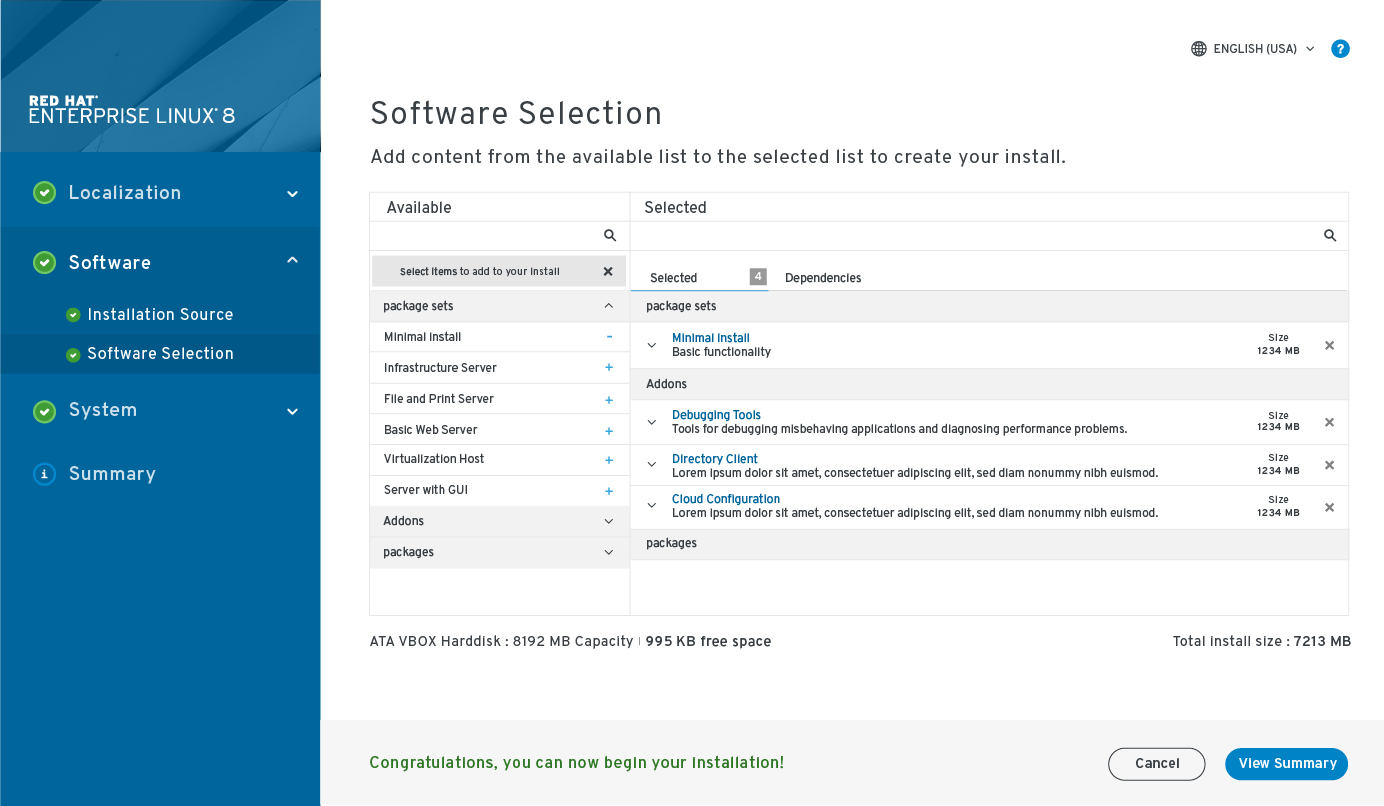 RED HAT®
ENTERPRISE LINUX® 8
Localization
Software
Installation Source
Software Selection
System
Summary
ENGLISH (USA)
?
Software Selection
Add content from the available list to the selected list to create your install.
Available
Select items to add to your install
package sets
Minimal install
Infrastructure Server
File and Print Server
Basic Web Server
Virtualization Host
Server with GUI
Addons
packages
Selected
Selected 4 Dependencies
package sets
Minimal install
Basic functionality
Size
1234 MB
Addons
Debugging Tools
Tools for debugging misbehaving applications and diagnosing performance problems.
Size
1234 MB
Directory Client
Lorem ipsum dolor sit amet, consectetuer adipiscing elit, sed diam nonummy nibh euismod.
Size
1234 MB
Cloud Configuration
Lorem ipsum dolor sit amet, consectetuer adipiscing elit, sed diam nonummy nibh euismod.
Size
1234 MB
packages
ATA VBOX Harddisk : 8192 MB Capacity | 995 KB free space
Total install size : 7213 MB
Congratulations, you can now begin your installation!
Cancel
View Summary